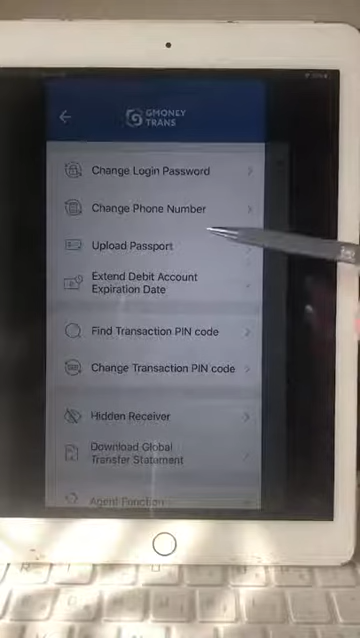 GMONEY
TRANS
Change Login Password
Change Phone Number
Upload Passport
Extend Debit Account
Expiration Date
Find Transaction PIN code
Change Transaction PIN code
Hidden Receiver
Download Global
Transfer Statement
Agent Function